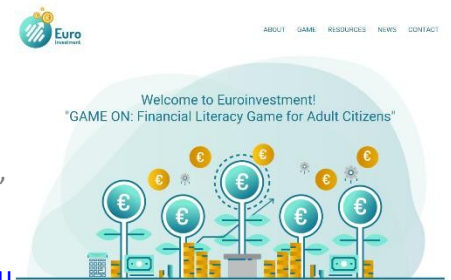 Euro
Investment
ABOUT GAME RESOURCES NEWS CONTACT
Welcome to Euroinvestment!
"GAME ON: Financial Literacy Game for Adult Citizens"